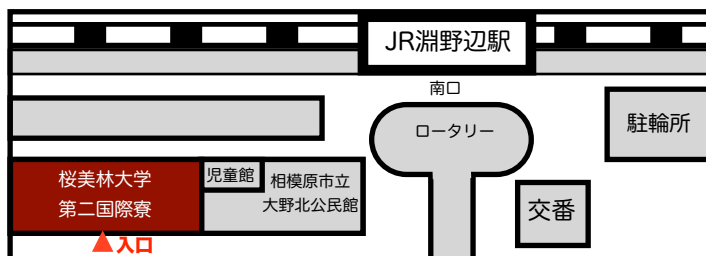 JR淵野辺駅
南口
ロータリー
駐輪所
桜美林大学
第二国際寮
児童館
相模原市立
大野北公民館
交番
入口